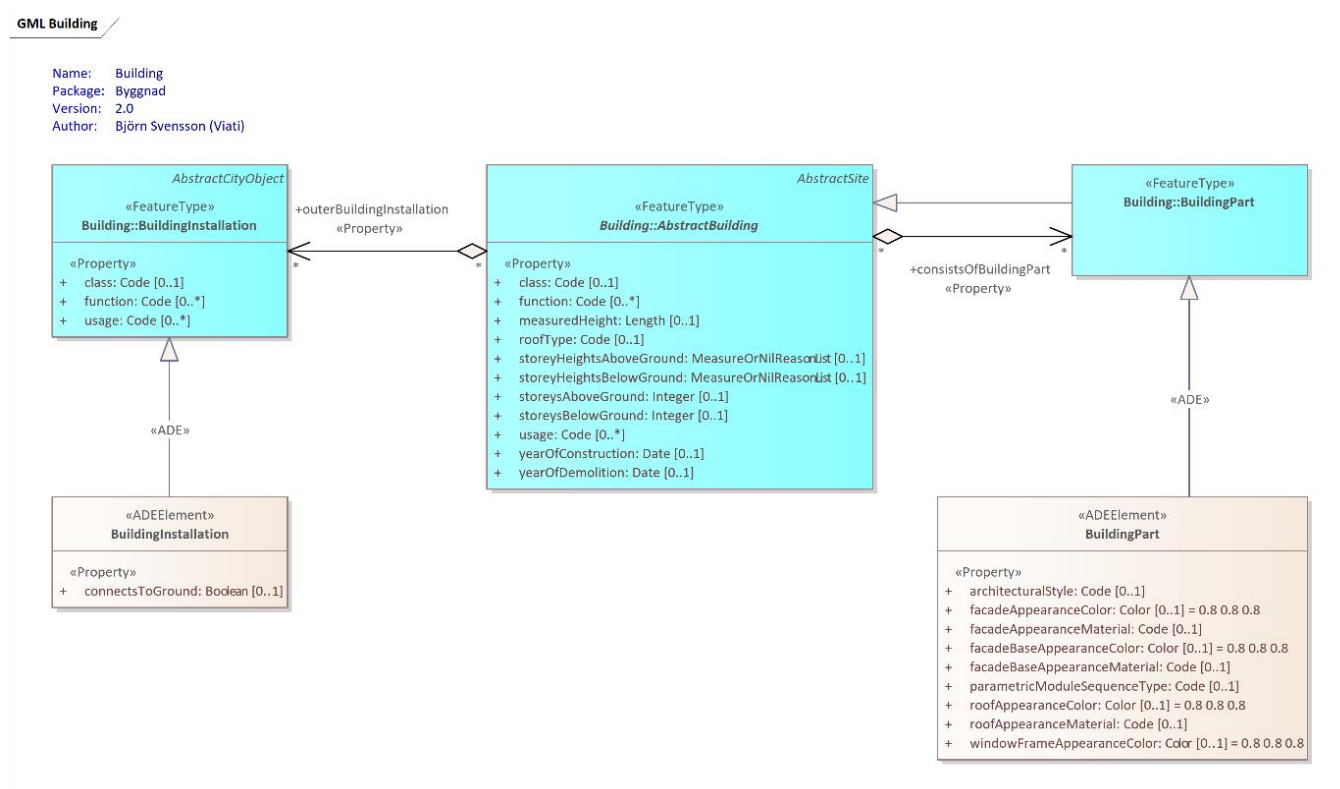 GML Building
Name: Building
Package: Byggnad
Version: 2.0
Author: Björn Svensson (Viati)
AbstractCityObject
«FeatureType»
Building::BuildingInstallation
«Property»
+ class: Code [0..1]
+ function: Code [0..*]
+ usage: Code [0..*]
+outerBuildingInstallation
«Property»
*
*
AbstractSite
«FeatureType»
Building::AbstractBuilding
«Property»
+ class: Code [0..1]
+ function: Code [0..*]
+ measuredHeight: Length [0..1]
+ roofType: Code [0..1]
+ storeyHeightsAboveGround: MeasureOrNilReasonList [0..1]
+ storeyHeightsBelowGround: MeasureOrNilReasonList [0..1]
+ storeysAboveGround: Integer [0..1]
+ storeysBelowGround: Integer [0..1]
+ usage: Code [0..*]
+ yearOfConstruction: Date [0..1]
+ yearOfDemolition: Date [0..1]
*
*
+consistsOfBuildingPart
«Property»
«FeatureType»
Building::BuildingPart
«ADE»
«ADE»
«ADEElement»
BuildingInstallation
«Property»
+ connectsToGround: Boolean [0..1]
«ADEElement»
BuildingPart
«Property»
+ architecturalStyle: Code [0..1]
+ facadeAppearanceColor: Color [0..1] = 0.8 0.8 0.8
+ facadeAppearanceMaterial: Code [0..1]
+ facadeBaseAppearanceColor: Color [0..1] = 0.8 0.8 0.8
+ facadeBaseAppearanceMaterial: Code [0..1]
+ parametricModuleSequenceType: Code [0..1]
+ roofAppearanceColor: Color [0..1] = 0.8 0.8 0.8
+ roofAppearanceMaterial: Code [0..1]
+ windowFrameAppearanceColor: Color [0..1] = 0.8 0.8 0.8